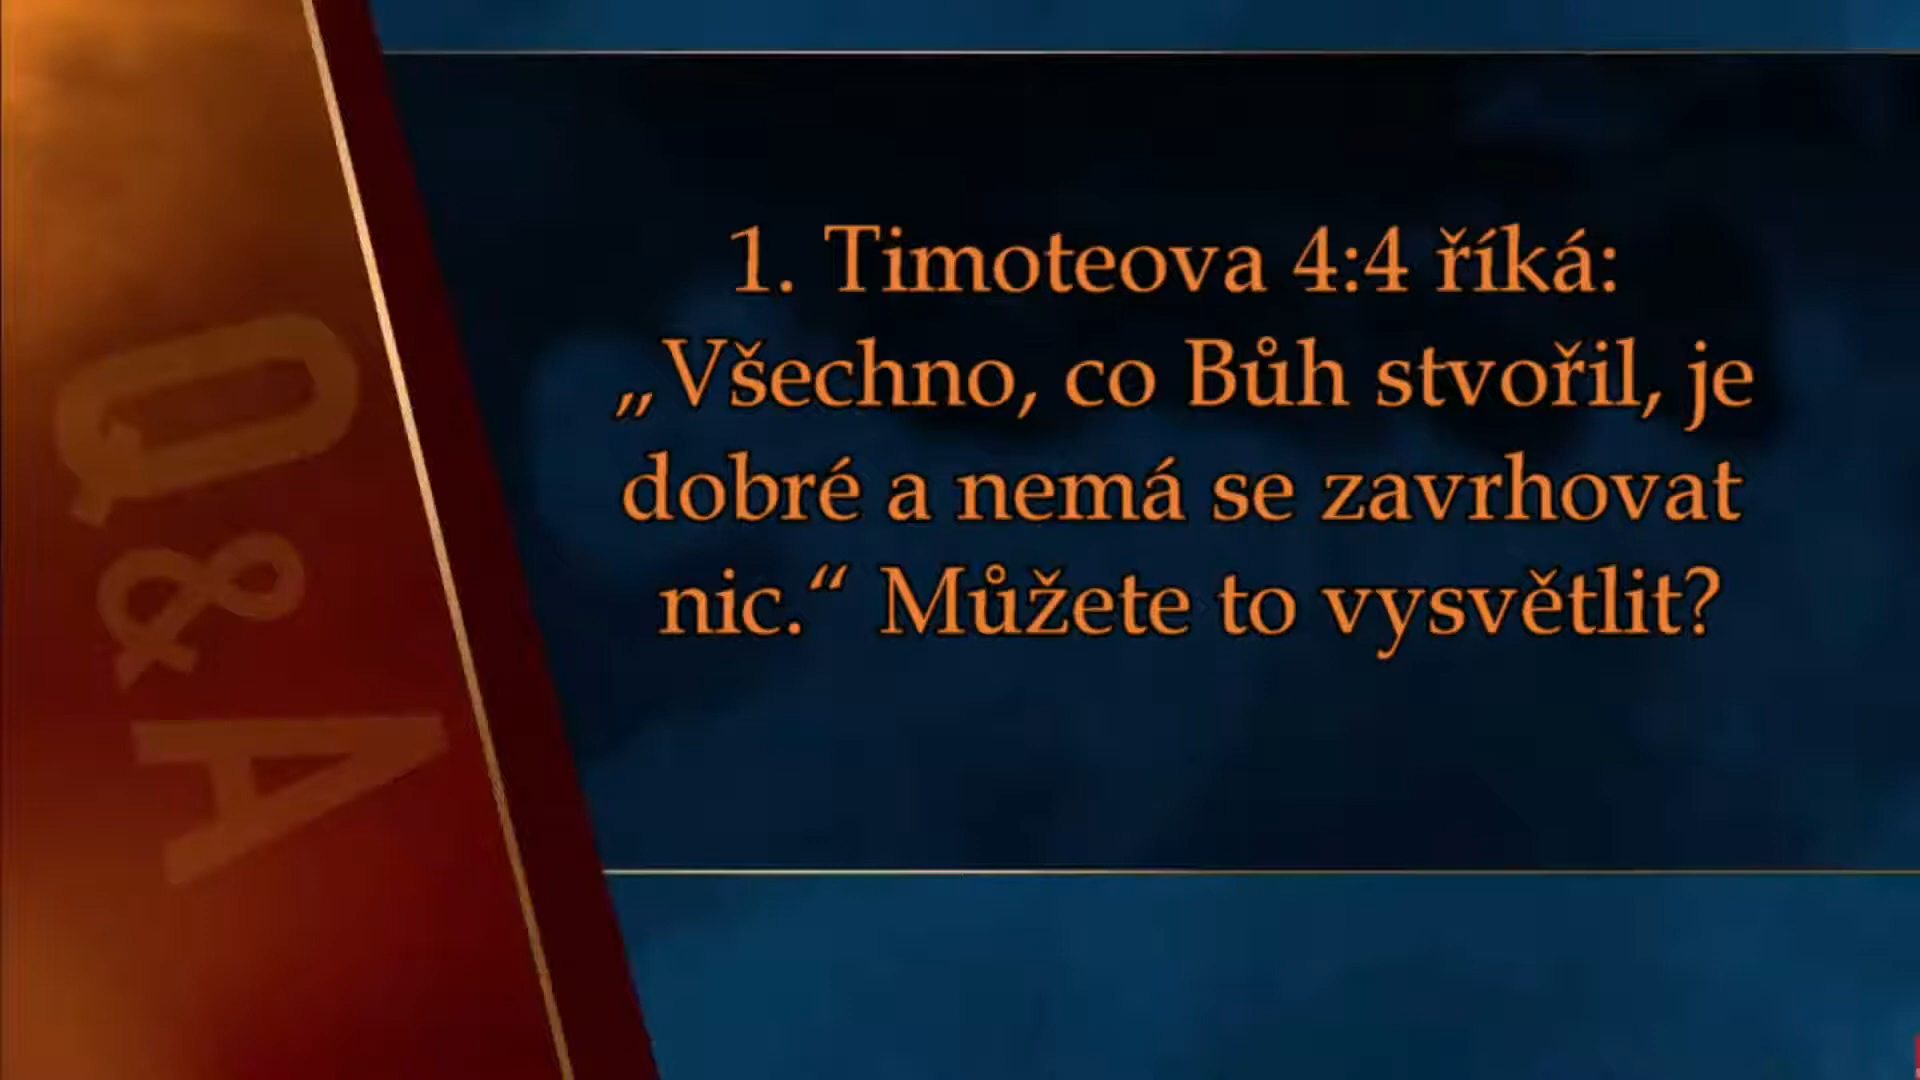 Q & A
1. Timoteova 4:4 říká:
„Všechno, co Bůh stvořil, je
dobré a nemá se zavrhovat
nic.“ Můžete to vysvětlit?